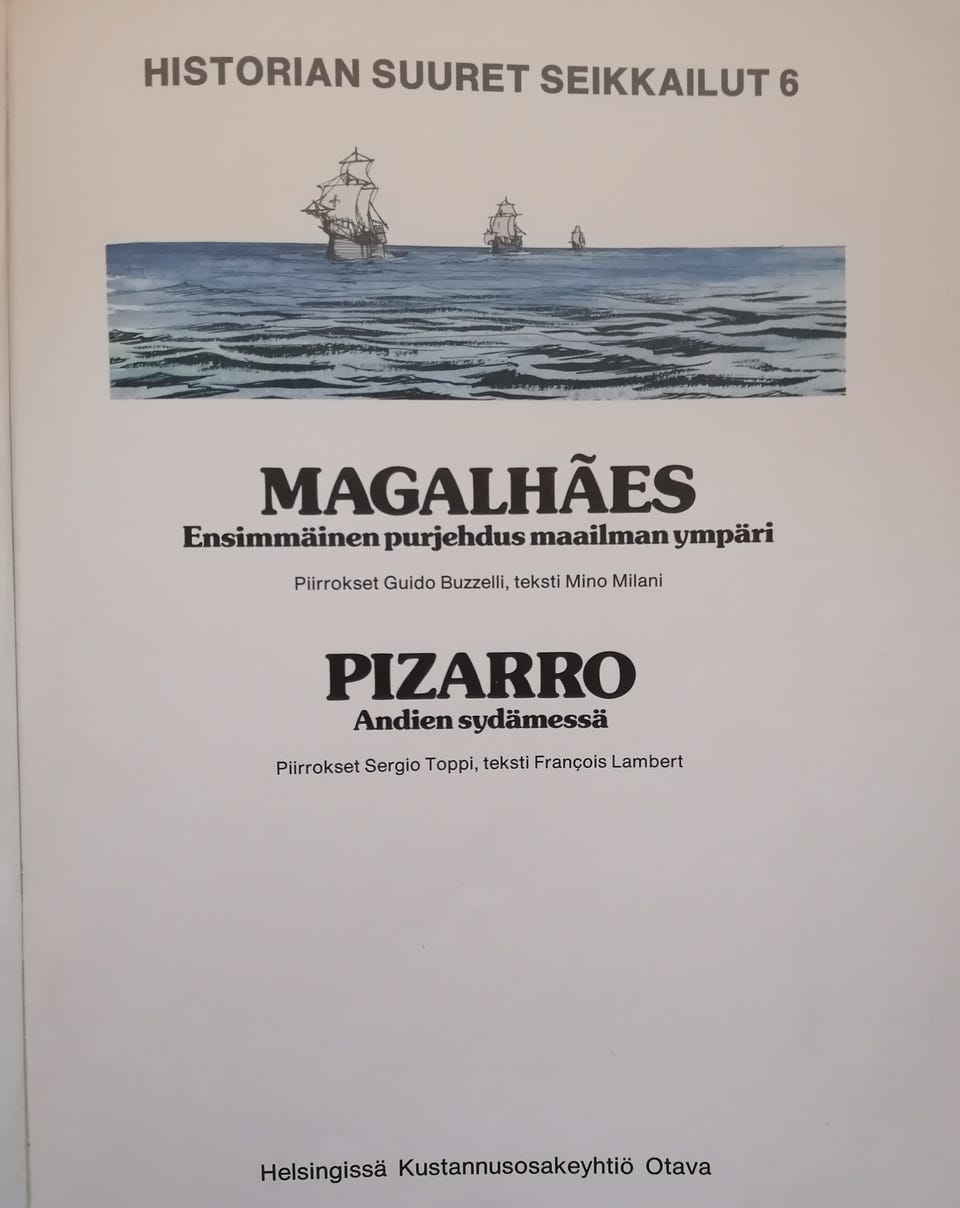 HISTORIAN SUURET SEIKKAILUT 6
MAGALHÃES
Ensimmäinen purjehdus maailman ympäri
Piirrokset Guido Buzzelli, teksti Mino Milani
PIZARRO
Andien sydämessä
Piirrokset Sergio Toppi, teksti François Lambert
Helsingissä Kustannusosakeyhtiö Otava